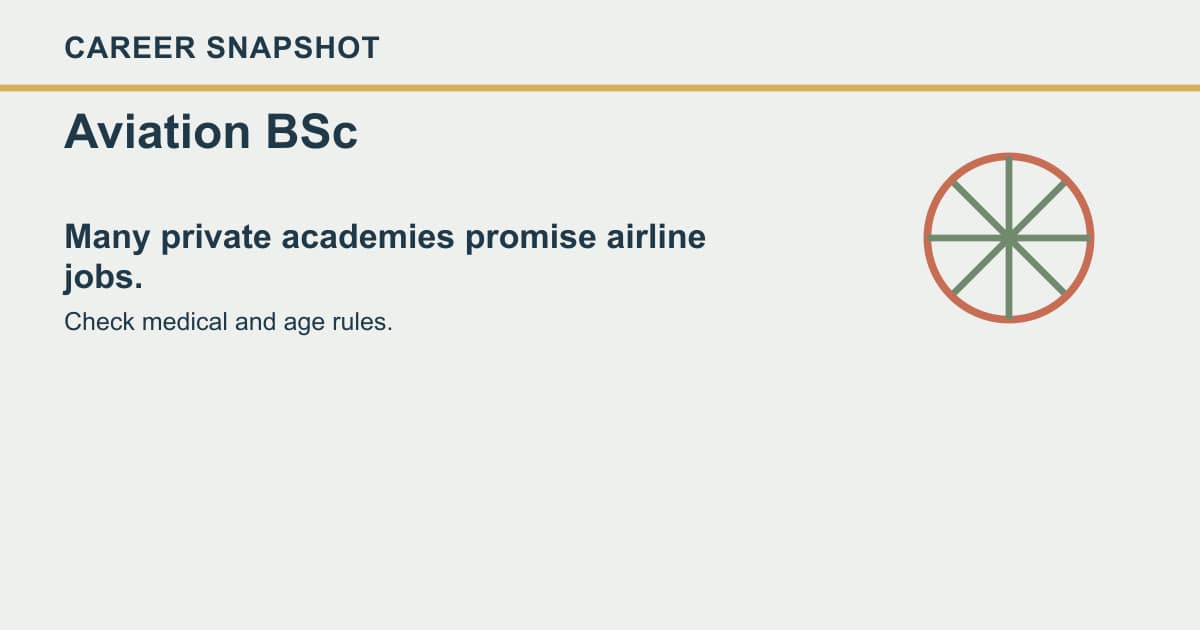 CAREER SNAPSHOT
Aviation BSc
Many private academies promise airline
jobs.
Check medical and age rules.